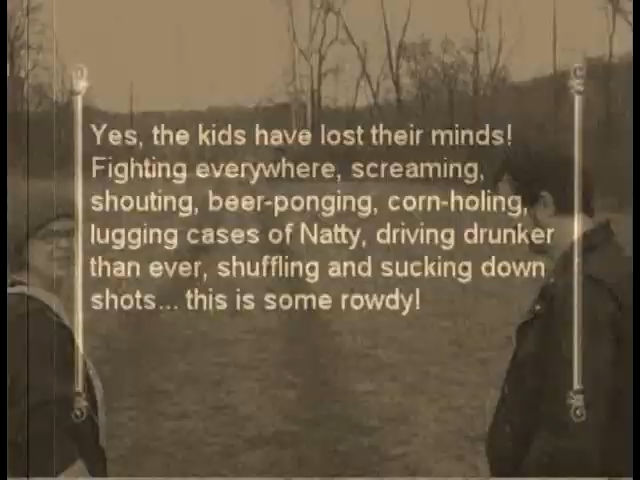 Yes, the kids have lost their minds!
Fighting everywhere, screaming,
shouting, beer-ponging, corn-holing,
lugging cases of Natty, driving drunker
than ever, shuffling and sucking down
shots... this is some rowdy!